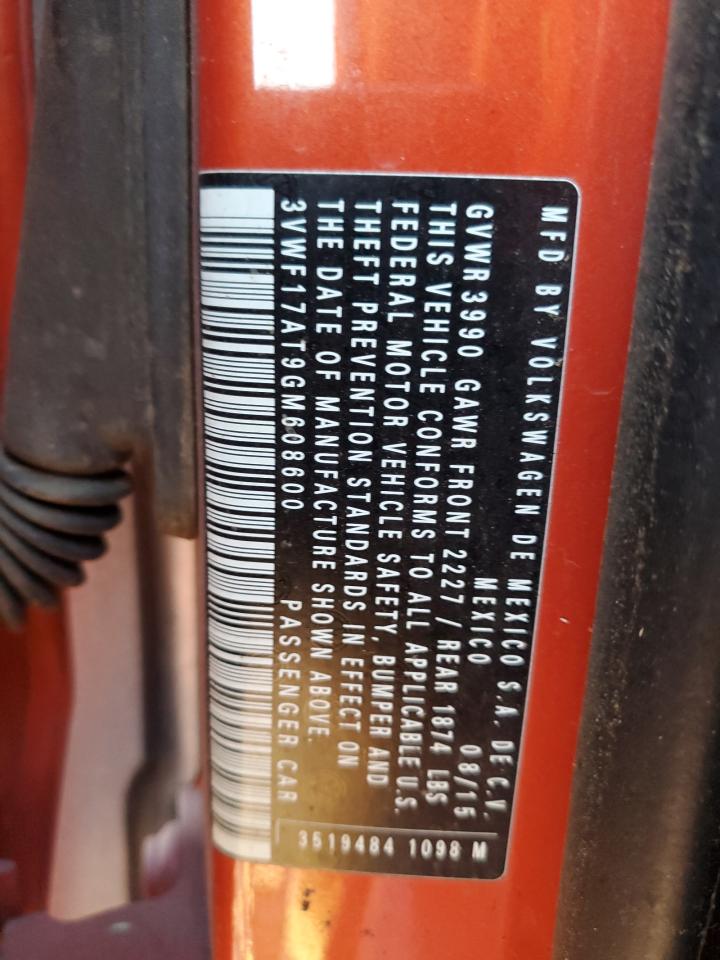 MFD BY VOLKSWAGEN DE MEXICO S.A. DE C.V.
MEXICO 08/15
GVWR3990 GAWR FRONT 2227 / REAR 1874 LBS
THIS VEHICLE CONFORMS TO ALL APPLICABLE U.S.
FEDERAL MOTOR VEHICLE SAFETY, BUMPER AND
THEFT PREVENTION STANDARDS IN EFFECT ON
THE DATE OF MANUFACTURE SHOWN ABOVE.
3VWF17AT9GM608600 PASSENGER CAR
3519484 1098 M